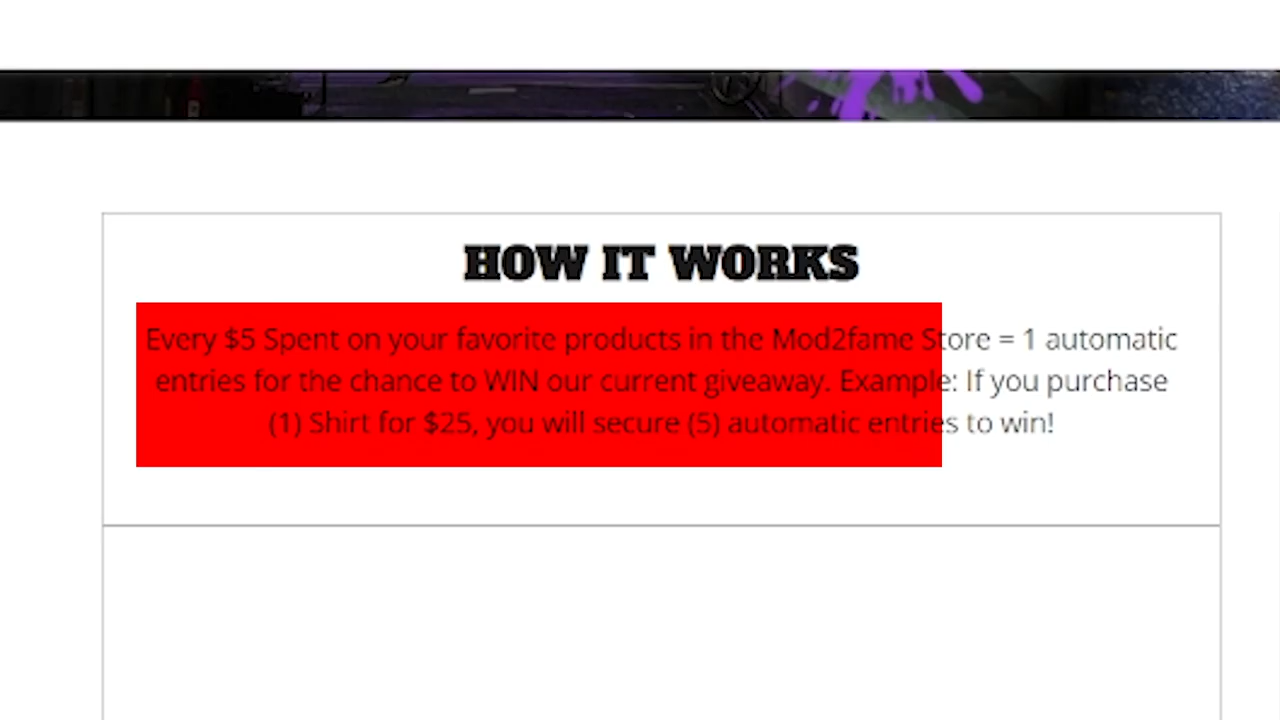 HOW IT WORKS
Every $5 Spent on your favorite products in the Mod2fame Store = 1 automatic
entries for the chance to WIN our current giveaway. Example: If you purchase
(1) Shirt for $25, you will secure (5) automatic entries to win!